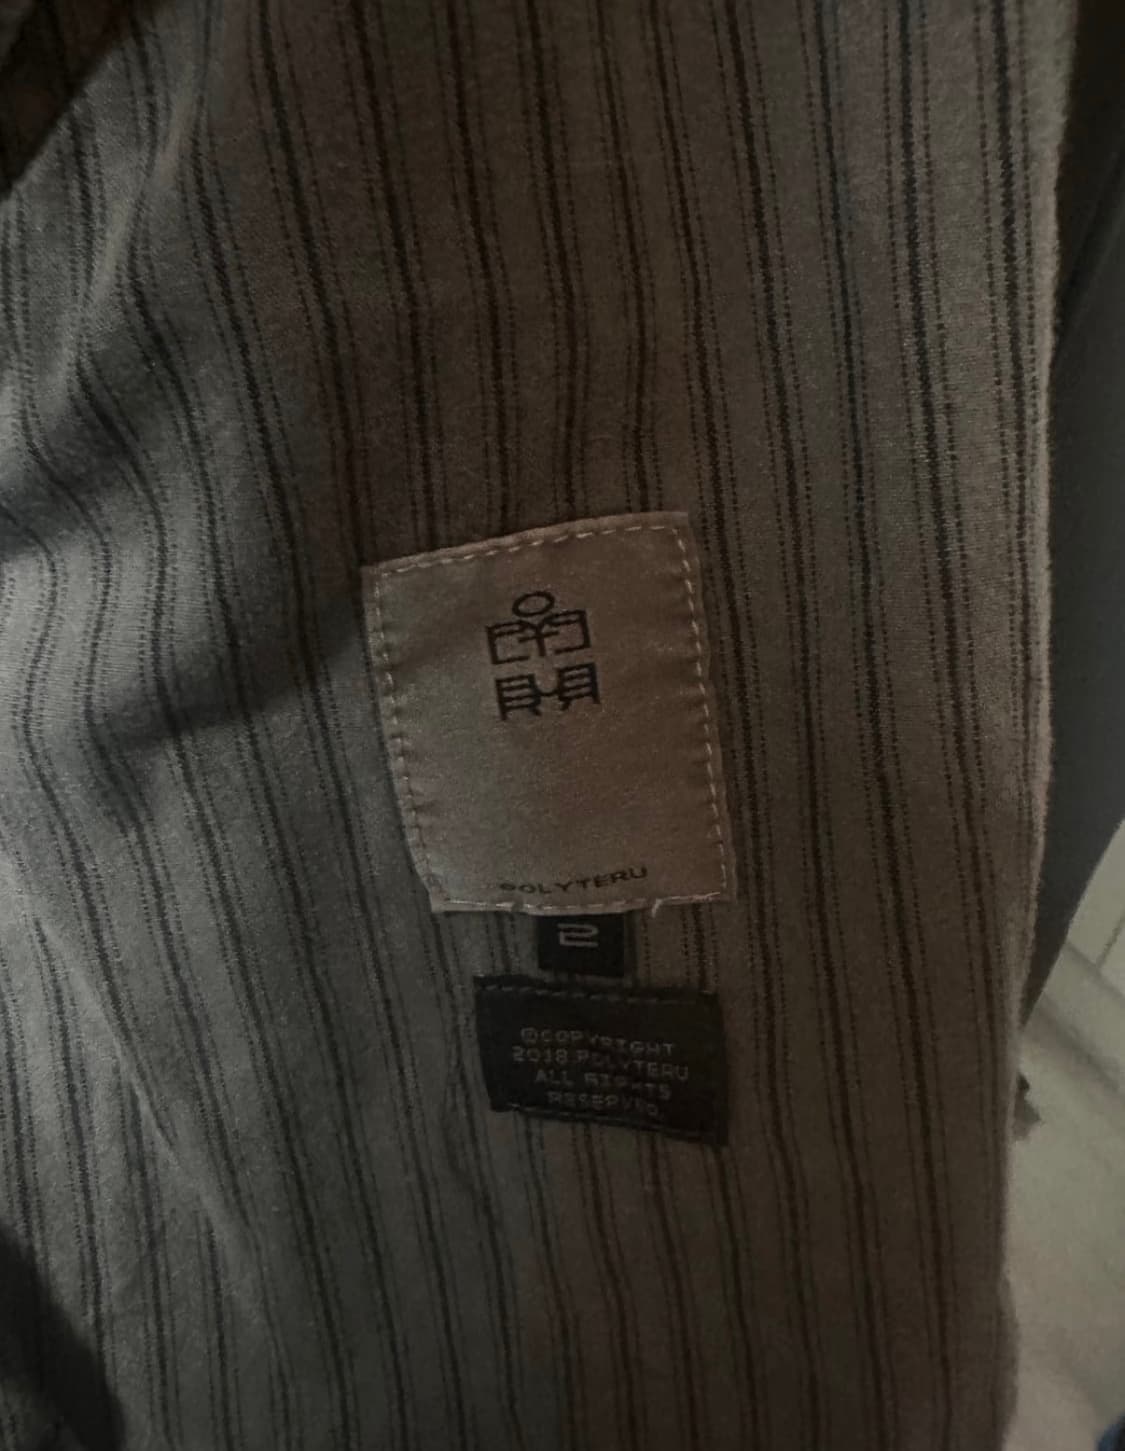 POLYTERU
2
©COPYRIGHT
2018 POLYTERU
ALL RIGHTS
RESERVED.